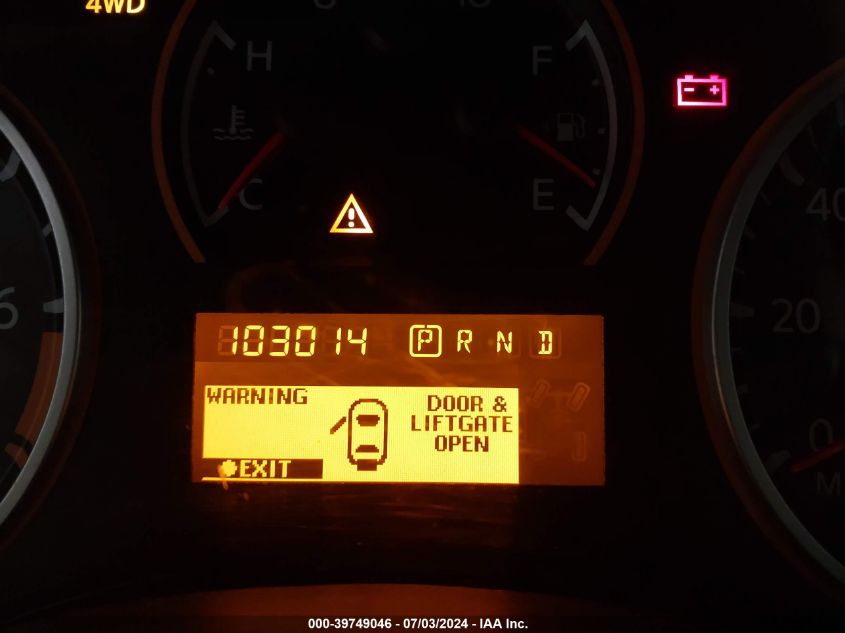 4WD
H
F
C
E
6
40
20
0
103014 P R N D
WARNING
DOOR &
LIFTGATE
OPEN
EXIT
000-39749046 - 07/03/2024 - IAA Inc.